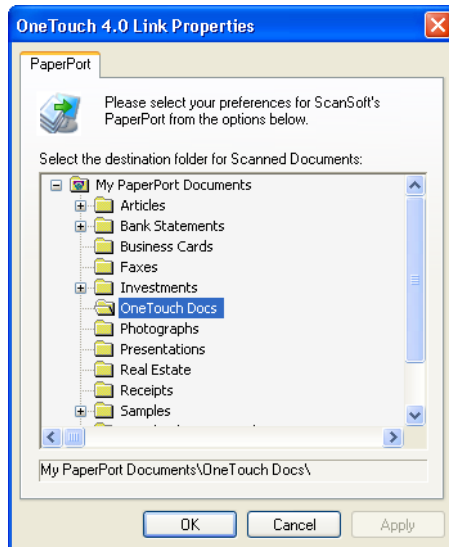 OneTouch 4.0 Link Properties
PaperPort
Please select your preferences for ScanSoft's
PaperPort from the options below.
Select the destination folder for Scanned Documents:
My PaperPort Documents
Articles
Bank Statements
Business Cards
Faxes
Investments
OneTouch Docs
Photographs
Presentations
Real Estate
Receipts
Samples
My PaperPort Documents\OneTouch Docs\
OK
Cancel
Apply